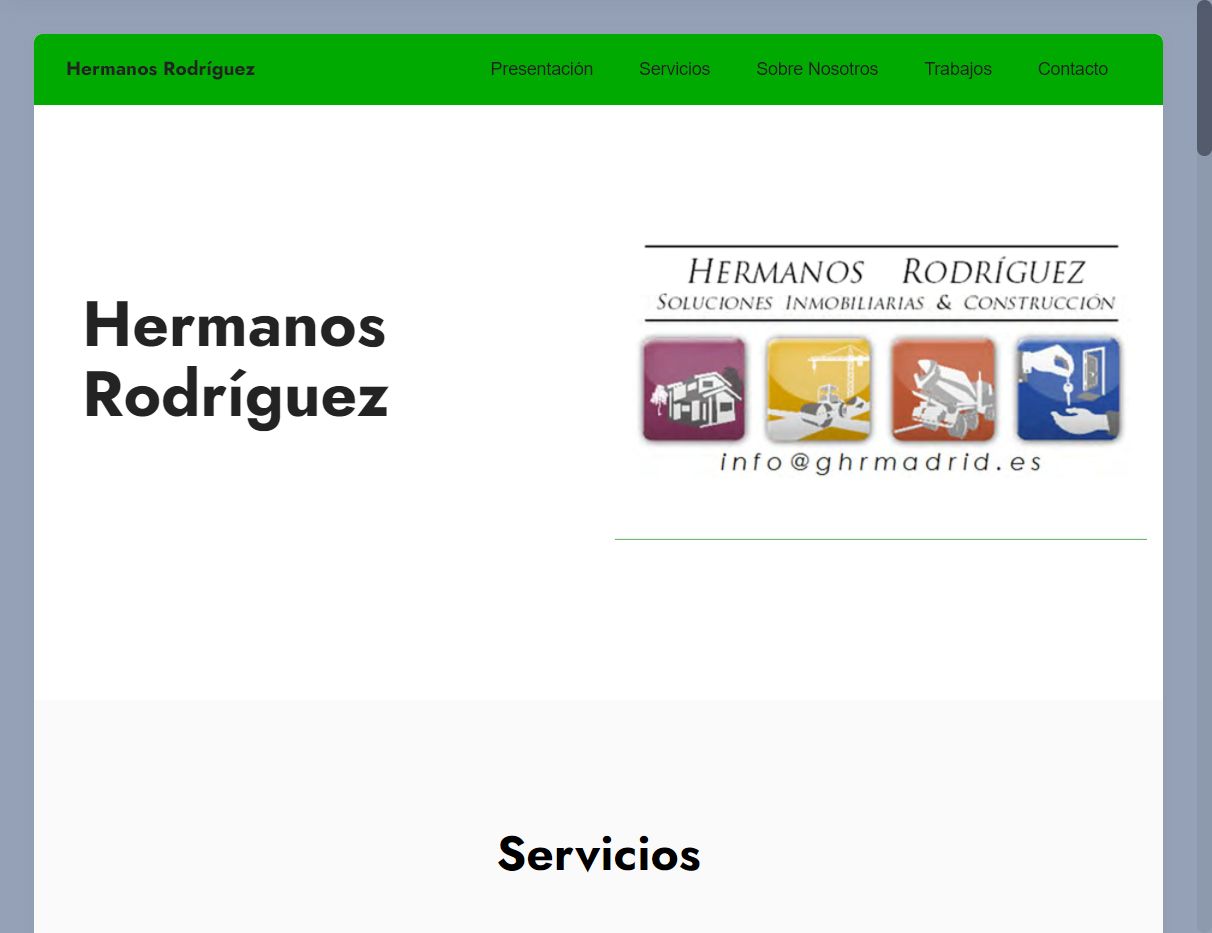 Hermanos Rodríguez
Presentación
Servicios
Sobre Nosotros
Trabajos
Contacto
Hermanos
Rodríguez
HERMANOS RODRÍGUEZ
SOLUCIONES INMOBILIARIAS & CONSTRUCCIÓN
info@ghrmadrid.es
Servicios